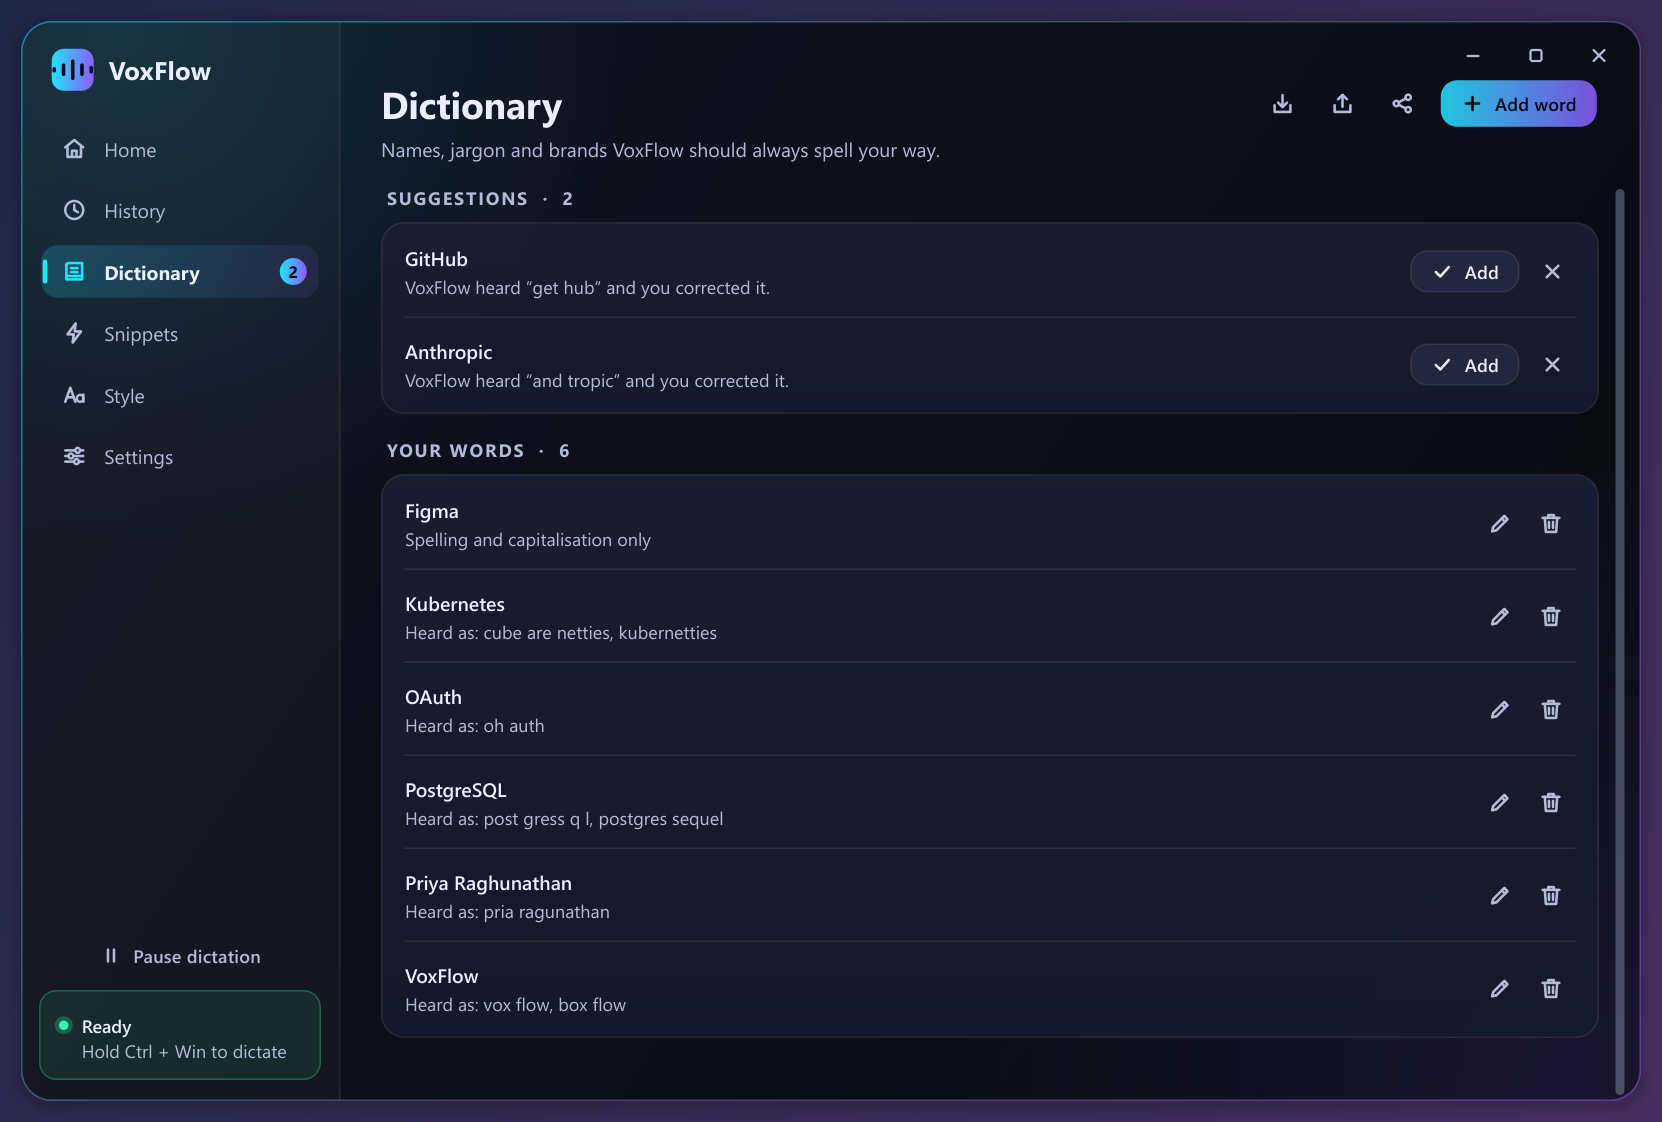 VoxFlow
Home
History
Dictionary 2
Snippets
Aa Style
Settings
Pause dictation
Ready
Hold Ctrl + Win to dictate
Dictionary
Names, jargon and brands VoxFlow should always spell your way.
Add word
SUGGESTIONS · 2
GitHub
VoxFlow heard “get hub” and you corrected it.
Add
Anthropic
VoxFlow heard “and tropic” and you corrected it.
Add
YOUR WORDS · 6
Figma
Spelling and capitalisation only
Kubernetes
Heard as: cube are netties, kubernetties
OAuth
Heard as: oh auth
PostgreSQL
Heard as: post gress q l, postgres sequel
Priya Raghunathan
Heard as: pria ragunathan
VoxFlow
Heard as: vox flow, box flow